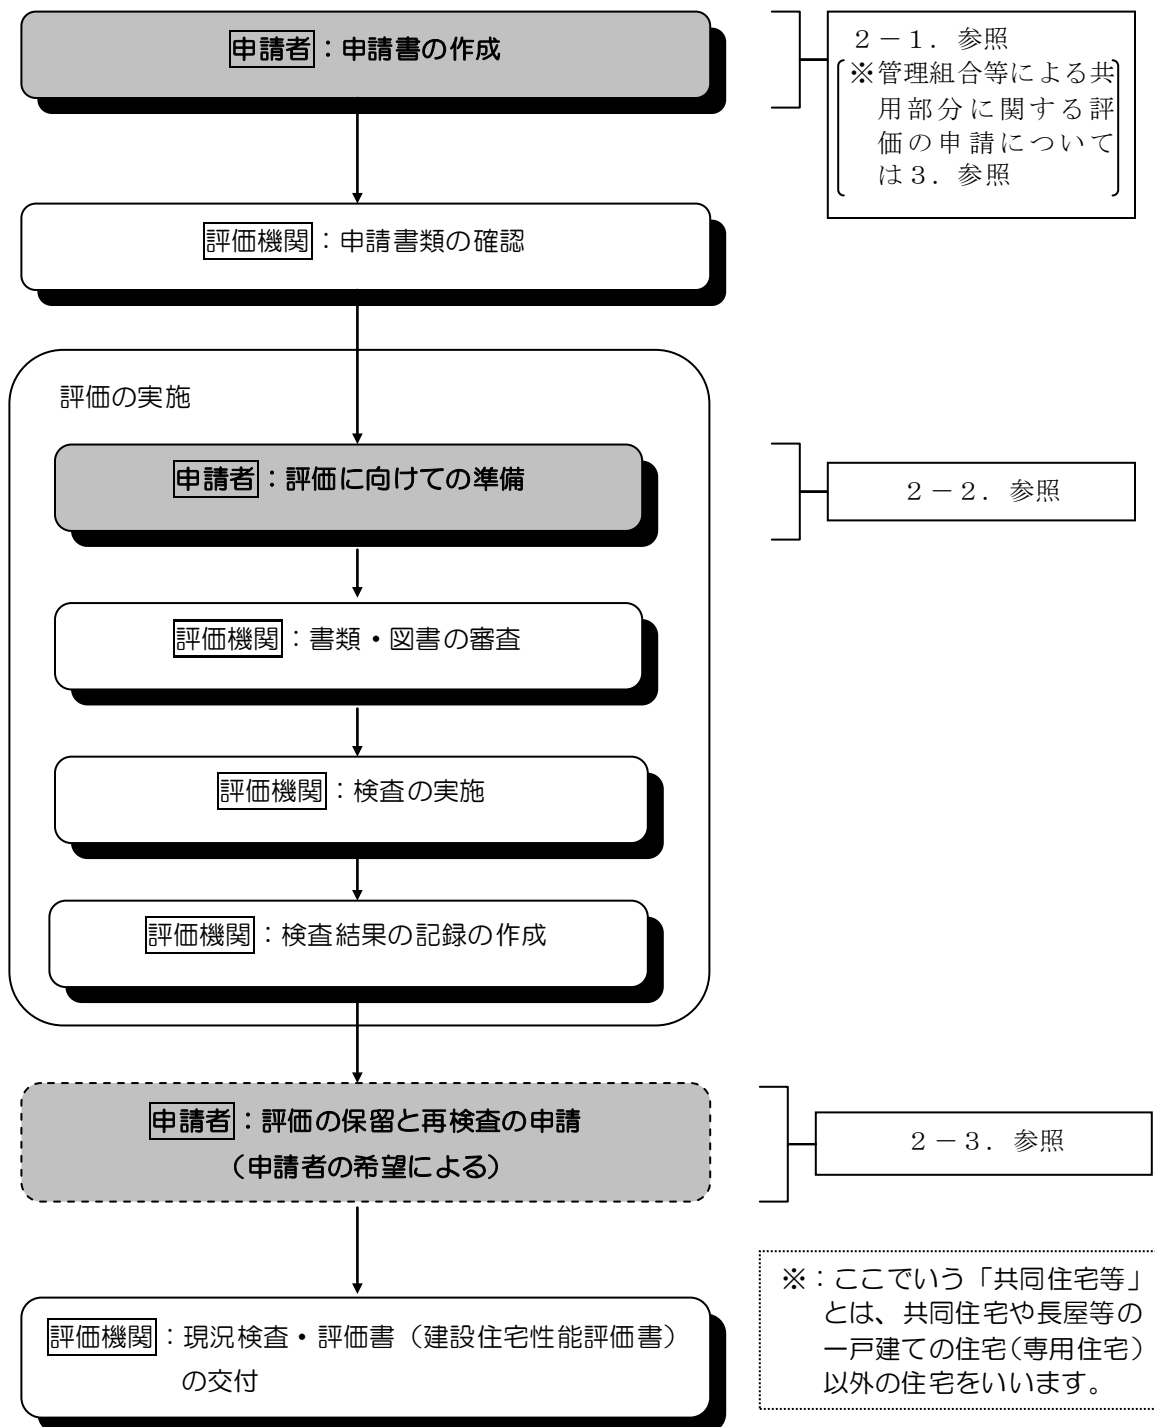 申請者：申請書の作成
２－１．参照
※管理組合等による共
用部分に関する評
価の申請について
は３．参照
評価機関：申請書類の確認
評価の実施
申請者：評価に向けての準備
２－２．参照
評価機関：書類・図書の審査
評価機関：検査の実施
評価機関：検査結果の記録の作成
申請者：評価の保留と再検査の申請
（申請者の希望による）
２－３．参照
評価機関：現況検査・評価書（建設住宅性能評価書）
の交付
※：ここでいう「共同住宅等」
とは、共同住宅や長屋等の
一戸建ての住宅（専用住宅）
以外の住宅をいいます。